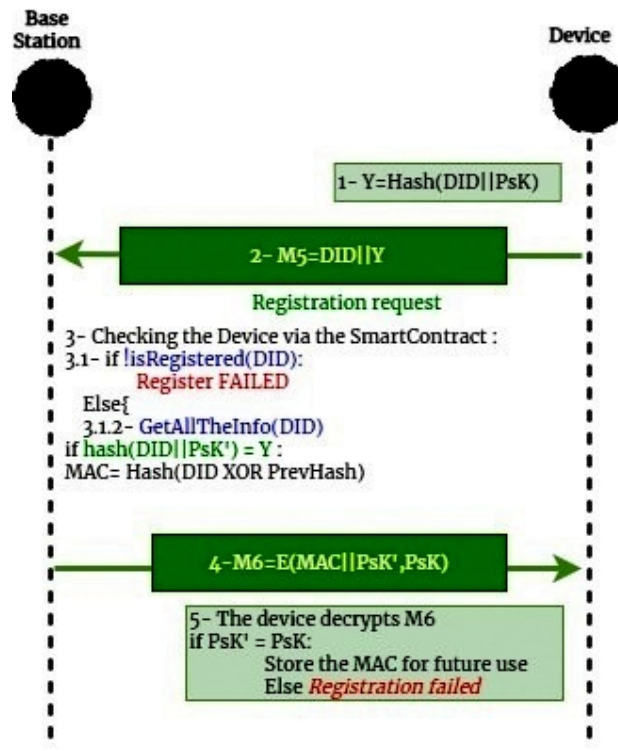 Base
Station
Device
1- Y=Hash(DID||PsK)
2- M5=DID||Y
Registration request
3- Checking the Device via the SmartContract :
3.1- if !isRegistered(DID):
Register FAILED
Else{
3.1.2- GetAllTheInfo(DID)
if hash(DID||PsK') = Y :
MAC= Hash(DID XOR PrevHash)
4-M6=E(MAC||PsK',PsK)
5- The device decrypts M6
if PsK' = PsK:
Store the MAC for future use
Else Registration failed